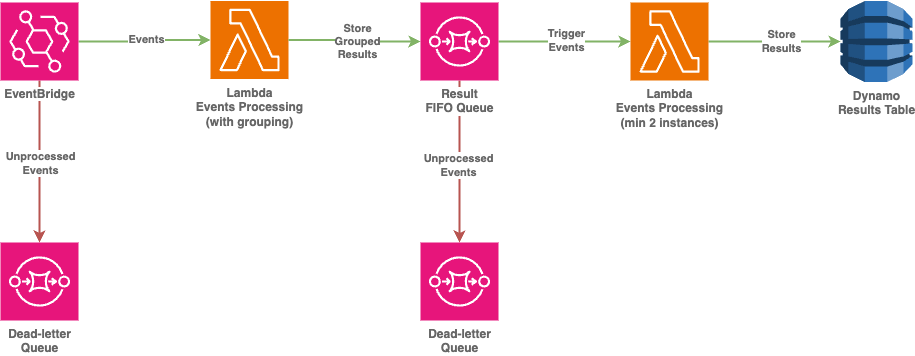 Events
Store
Grouped
Results
Trigger
Events
Store
Results
EventBridge
Lambda
Events Processing
(with grouping)
Result
FIFO Queue
Lambda
Events Processing
(min 2 instances)
Dynamo
Results Table
Unprocessed
Events
Unprocessed
Events
Dead-letter
Queue
Dead-letter
Queue